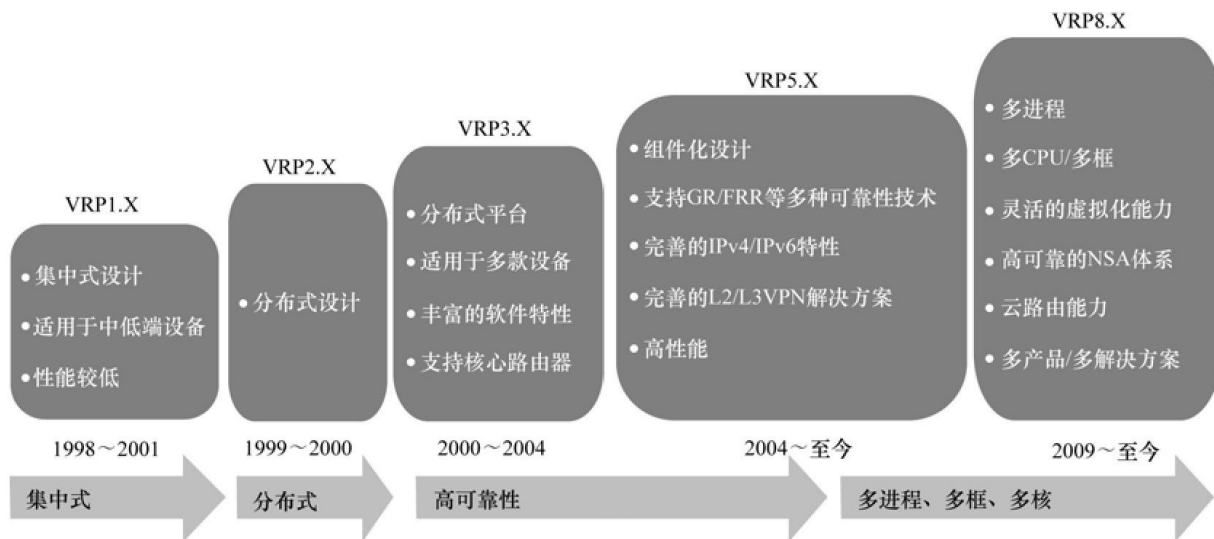 VRP1.X
• 集中式设计
• 适用于中低端设备
• 性能较低
1998～2001
VRP2.X
• 分布式设计
1999～2000
VRP3.X
• 分布式平台
• 适用于多款设备
• 丰富的软件特性
• 支持核心路由器
2000～2004
VRP5.X
• 组件化设计
• 支持GR/FRR等多种可靠性技术
• 完善的IPv4/IPv6特性
• 完善的L2/L3VPN解决方案
• 高性能
2004～至今
VRP8.X
• 多进程
• 多CPU/多框
• 灵活的虚拟化能力
• 高可靠的NSA体系
• 云路由能力
• 多产品/多解决方案
2009～至今
集中式
分布式
高可靠性
多进程、多框、多核